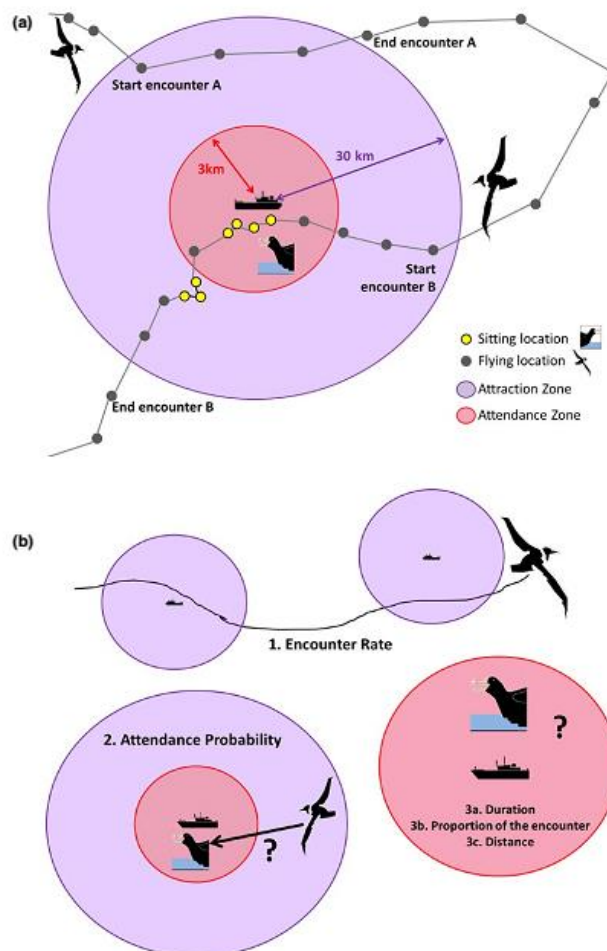 (a)
End encounter A
Start encounter A
3km
30 km
Start
encounter B
Sitting location
Flying location
Attraction Zone
Attendance Zone
End encounter B
(b)
1. Encounter Rate
2. Attendance Probability
?
?
3a. Duration
3b. Proportion of the encounter
3c. Distance